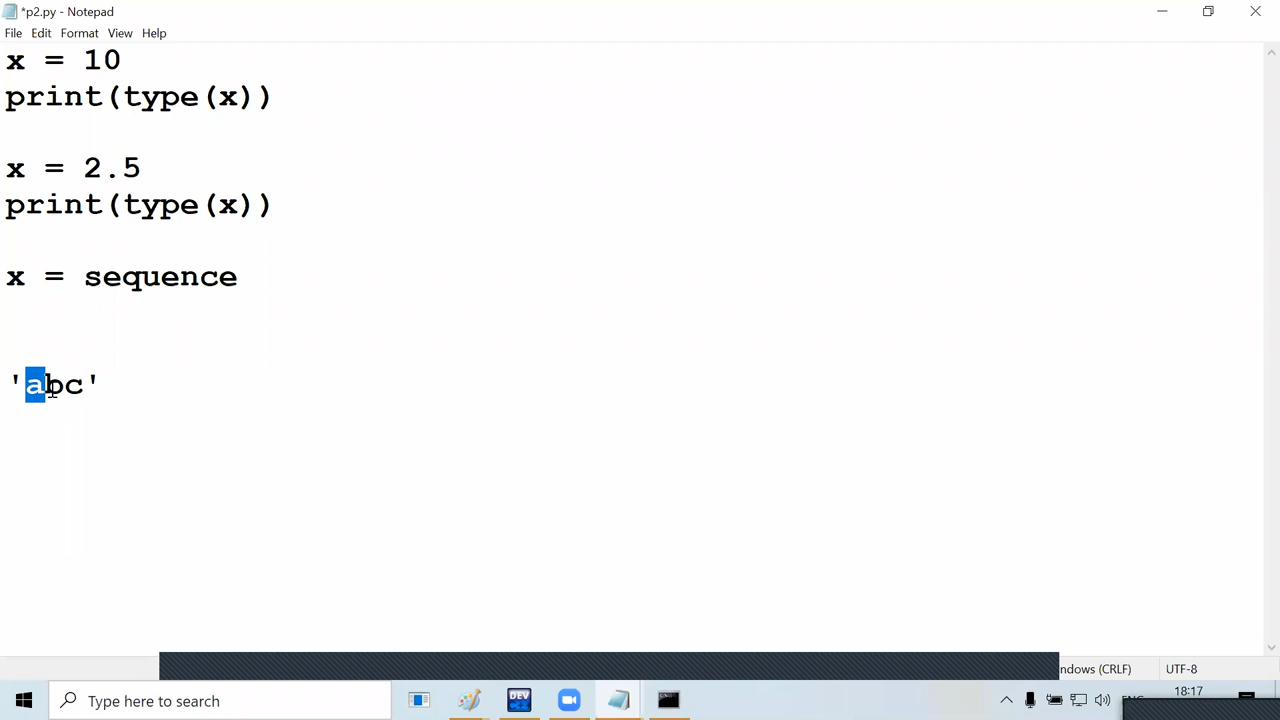 *p2.py - Notepad
File Edit Format View Help
x = 10
print(type(x))
x = 2.5
print(type(x))
x = sequence
'abc'
ndows (CRLF) UTF-8
Type here to search
DEV
18:17